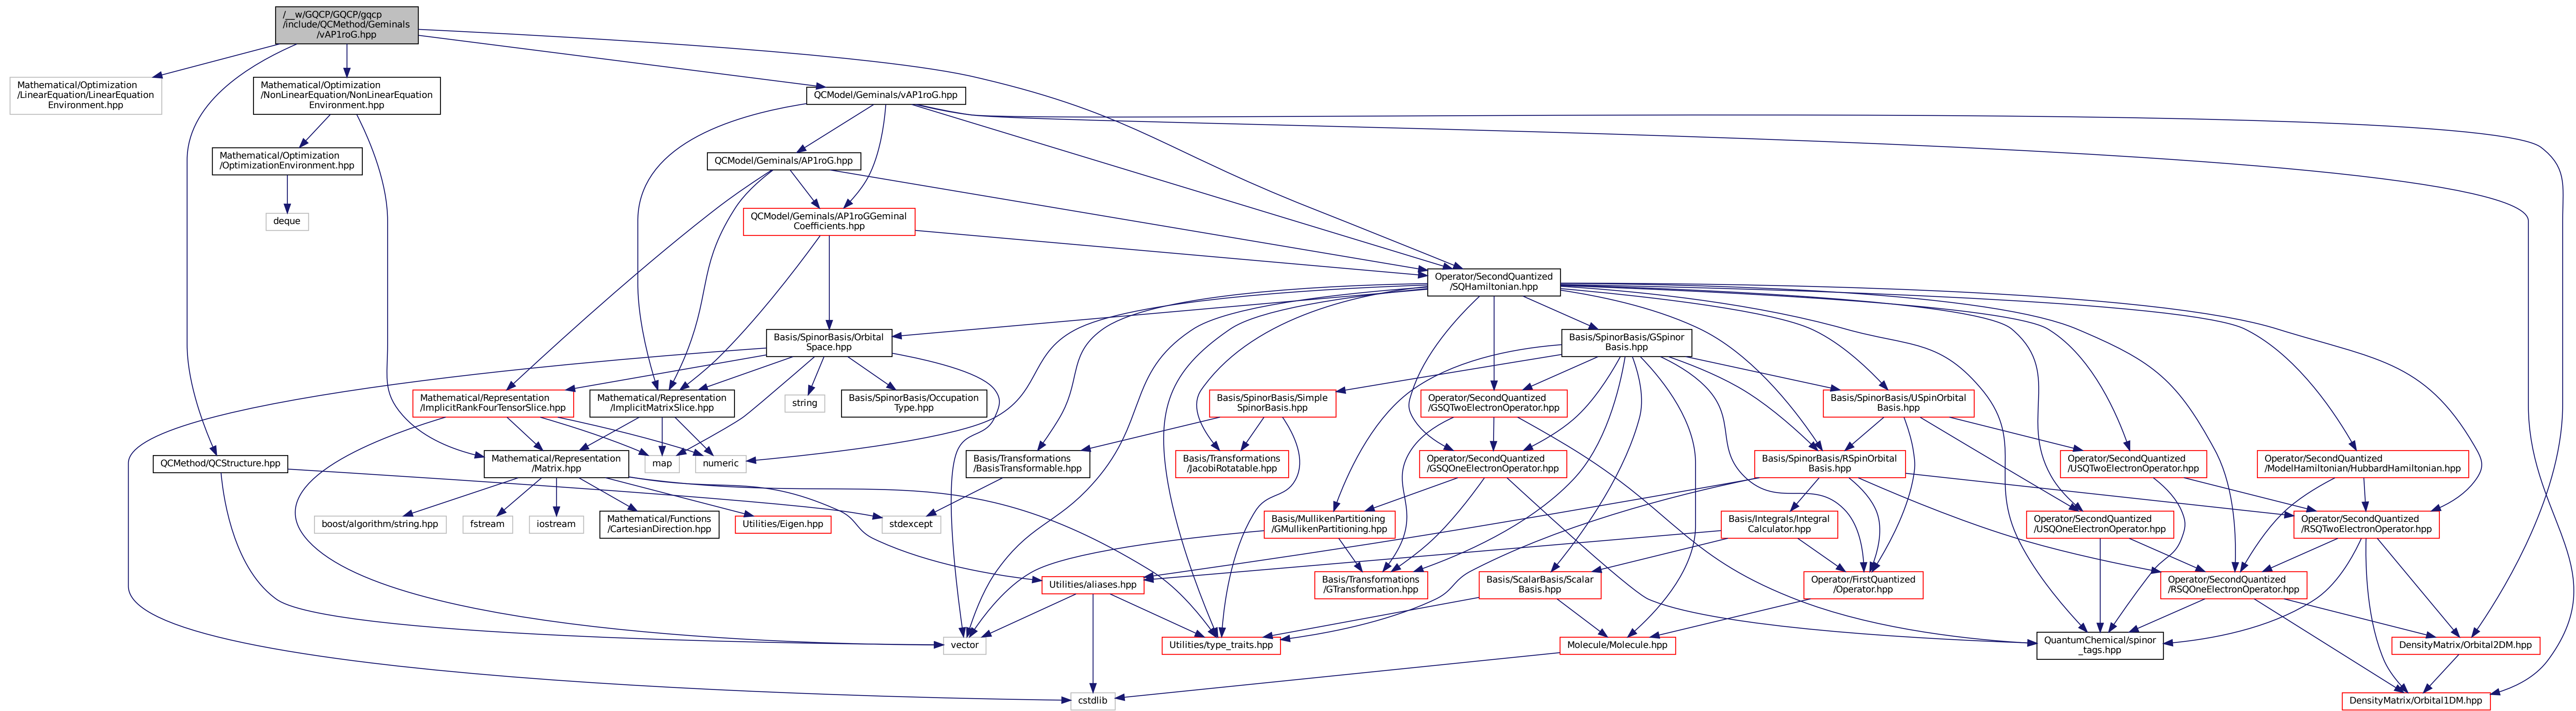 /__w/GQCP/GQCP/gqcp
/include/QCMethod/Geminals
/vAP1roG.hpp
Mathematical/Optimization
/LinearEquation/LinearEquation
Environment.hpp
Mathematical/Optimization
/NonLinearEquation/NonLinearEquation
Environment.hpp
QCModel/Geminals/vAP1roG.hpp
Mathematical/Optimization
/OptimizationEnvironment.hpp
QCModel/Geminals/AP1roG.hpp
deque
QCModel/Geminals/AP1roGGeminal
Coefficients.hpp
Operator/SecondQuantized
/SQHamiltonian.hpp
Basis/SpinorBasis/Orbital
Space.hpp
Basis/SpinorBasis/GSpinor
Basis.hpp
Mathematical/Representation
/ImplicitRankFourTensorSlice.hpp
Mathematical/Representation
/ImplicitMatrixSlice.hpp
string
Basis/SpinorBasis/Occupation
Type.hpp
Basis/SpinorBasis/Simple
SpinorBasis.hpp
Operator/SecondQuantized
/GSQTwoElectronOperator.hpp
Basis/SpinorBasis/USpinOrbital
Basis.hpp
QCMethod/QCStructure.hpp
Mathematical/Representation
/Matrix.hpp
map
numeric
Basis/Transformations
/BasisTransformable.hpp
Basis/Transformations
/JacobiRotatable.hpp
Operator/SecondQuantized
/GSQOneElectronOperator.hpp
Basis/SpinorBasis/RSpinOrbital
Basis.hpp
Operator/SecondQuantized
/USQTwoElectronOperator.hpp
Operator/SecondQuantized
/ModelHamiltonian/HubbardHamiltonian.hpp
boost/algorithm/string.hpp
fstream
iostream
Mathematical/Functions
/CartesianDirection.hpp
Utilities/Eigen.hpp
stdexcept
Basis/MullikenPartitioning
/GMullikenPartitioning.hpp
Basis/Integrals/Integral
Calculator.hpp
Operator/SecondQuantized
/USQOneElectronOperator.hpp
Operator/SecondQuantized
/RSQTwoElectronOperator.hpp
Utilities/aliases.hpp
Basis/Transformations
/GTransformation.hpp
Basis/ScalarBasis/Scalar
Basis.hpp
Operator/FirstQuantized
/Operator.hpp
Operator/SecondQuantized
/RSQOneElectronOperator.hpp
vector
Utilities/type_traits.hpp
Molecule/Molecule.hpp
QuantumChemical/spinor
_tags.hpp
DensityMatrix/Orbital2DM.hpp
cstdlib
DensityMatrix/Orbital1DM.hpp